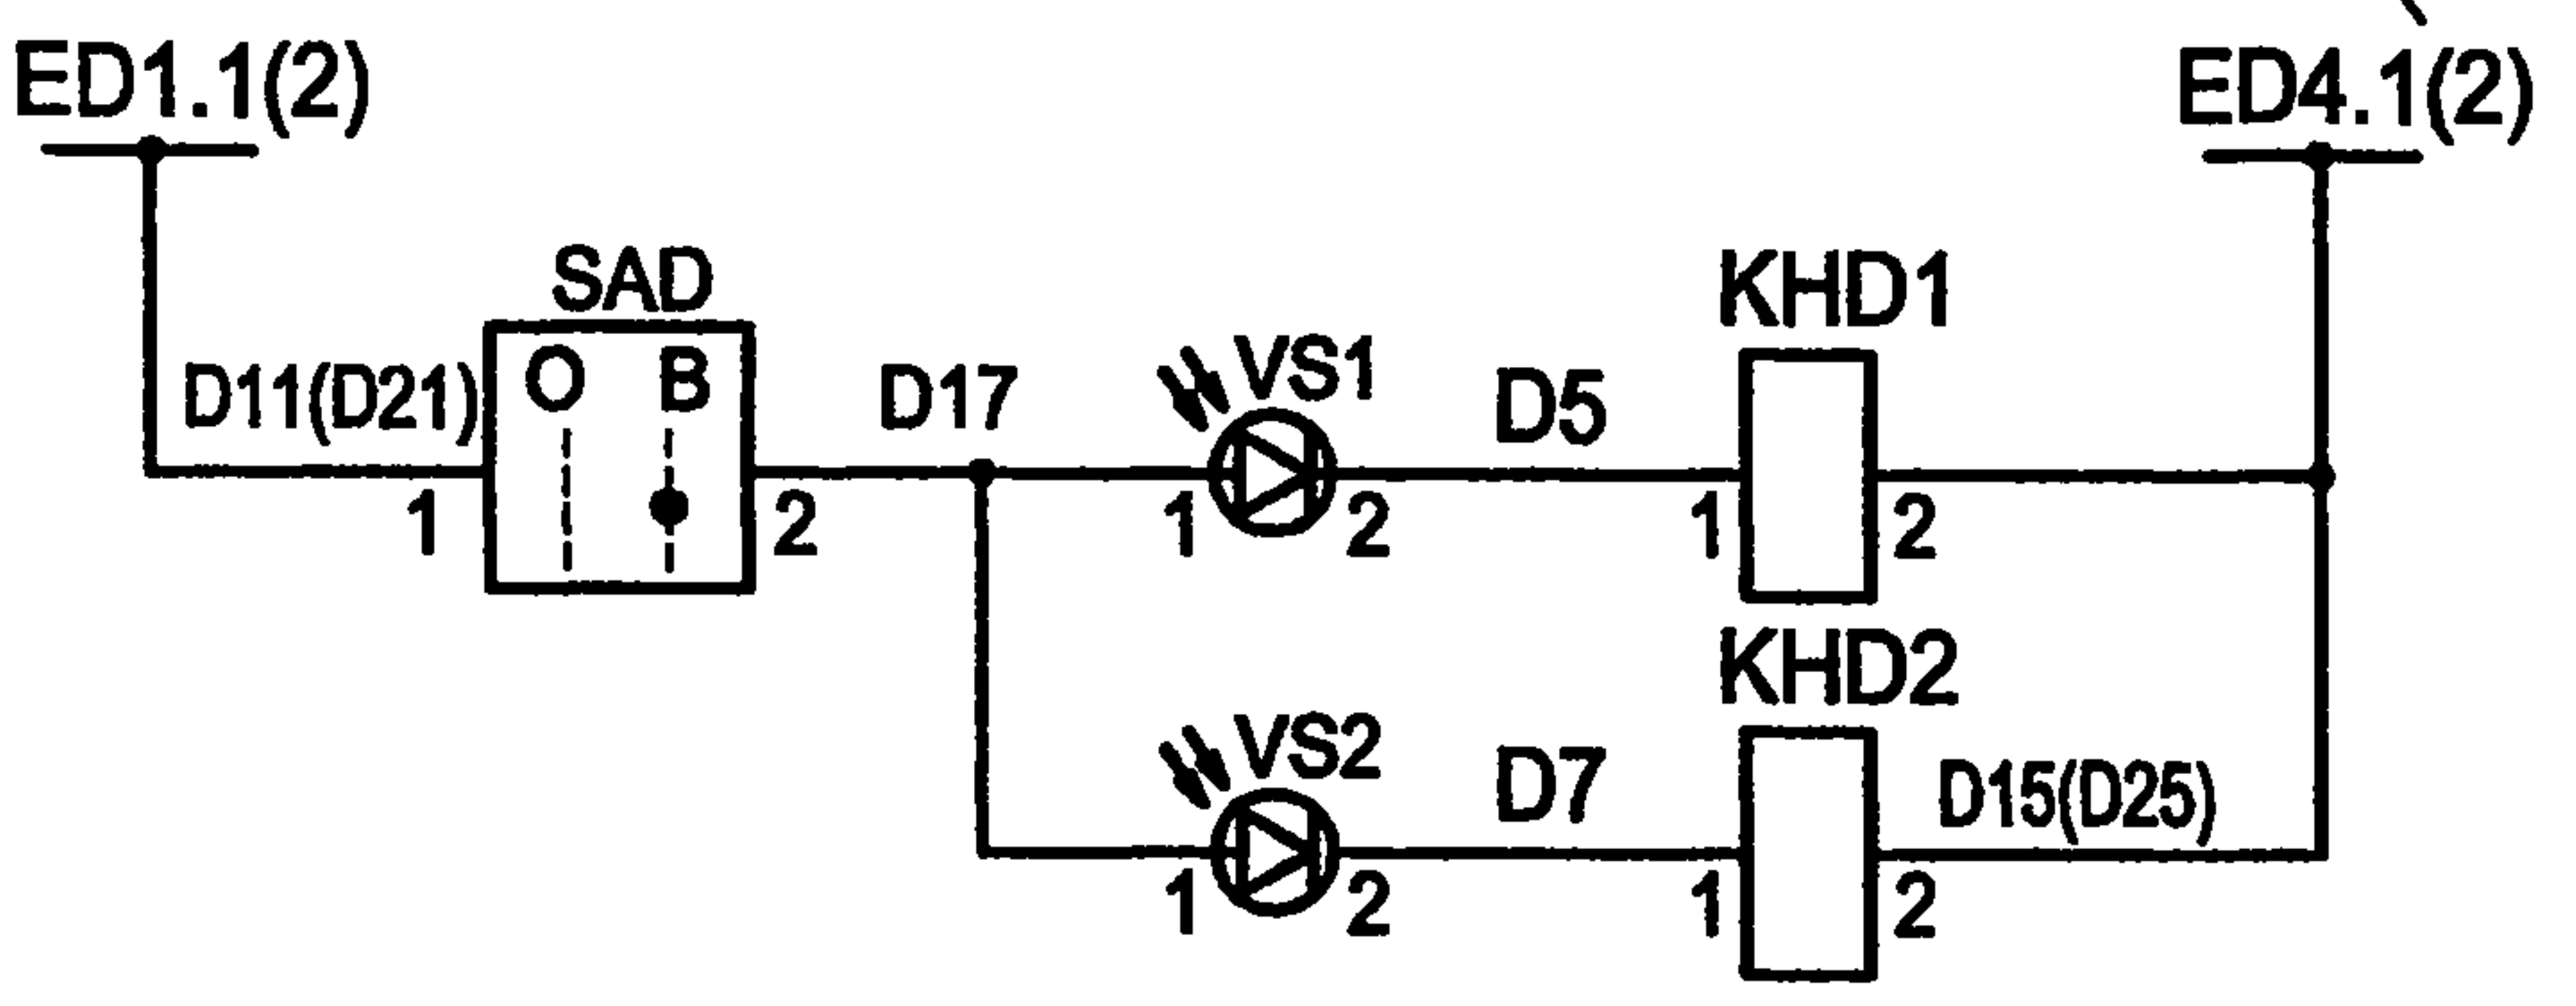 ED1.1(2)
ED4.1(2)
SAD
KHD1
O B
VS1
D11(D21)
D17
D5
1
2
1
2
1
2
KHD2
VS2
D7
D15(D25)
1
2
1
2